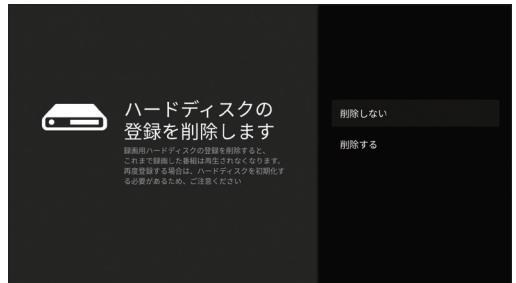 ハードディスクの
登録を削除します
録画用ハードディスクの登録を削除すると、
これまで録画した番組は再生されなくなります。
再度登録する場合は、ハードディスクを初期化す
る必要があるため、ご注意ください
削除しない
削除する